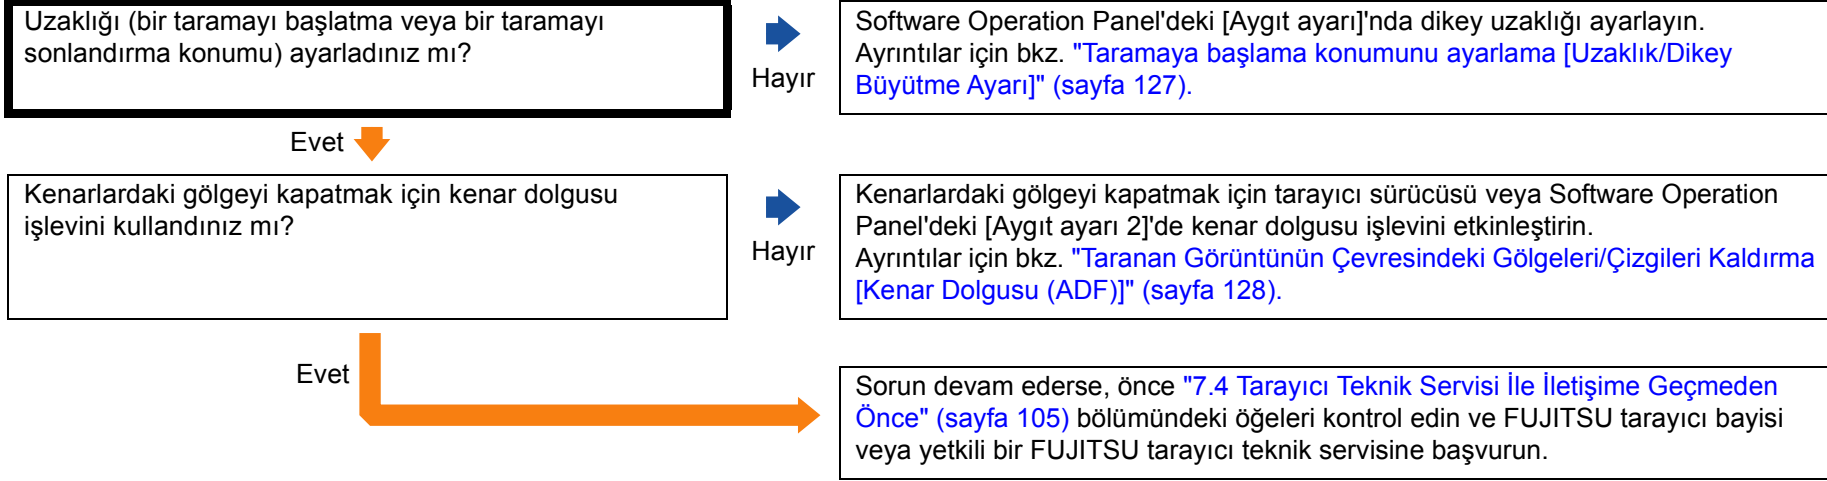 Uzaklığı (bir taramayı başlatma veya bir taramayı
sonlandırma konumu) ayarladınız mı?
Hayır
Software Operation Panel'deki [Aygıt ayarı]'nda dikey uzaklığı ayarlayın.
Ayrıntılar için bkz. "Taramaya başlama konumunu ayarlama [Uzaklık/Dikey
Büyütme Ayarı]" (sayfa 127).
Evet
Kenarlardaki gölgeyi kapatmak için kenar dolgusu
işlevini kullandınız mı?
Hayır
Kenarlardaki gölgeyi kapatmak için tarayıcı sürücüsü veya Software Operation
Panel'deki [Aygıt ayarı 2]'de kenar dolgusu işlevini etkinleştirin.
Ayrıntılar için bkz. "Taranan Görüntünün Çevresindeki Gölgeleri/Çizgileri Kaldırma
[Kenar Dolgusu (ADF)]" (sayfa 128).
Evet
Sorun devam ederse, önce "7.4 Tarayıcı Teknik Servisi İle İletişime Geçmeden
Önce" (sayfa 105) bölümündeki öğeleri kontrol edin ve FUJITSU tarayıcı bayisi
veya yetkili bir FUJITSU tarayıcı teknik servisine başvurun.